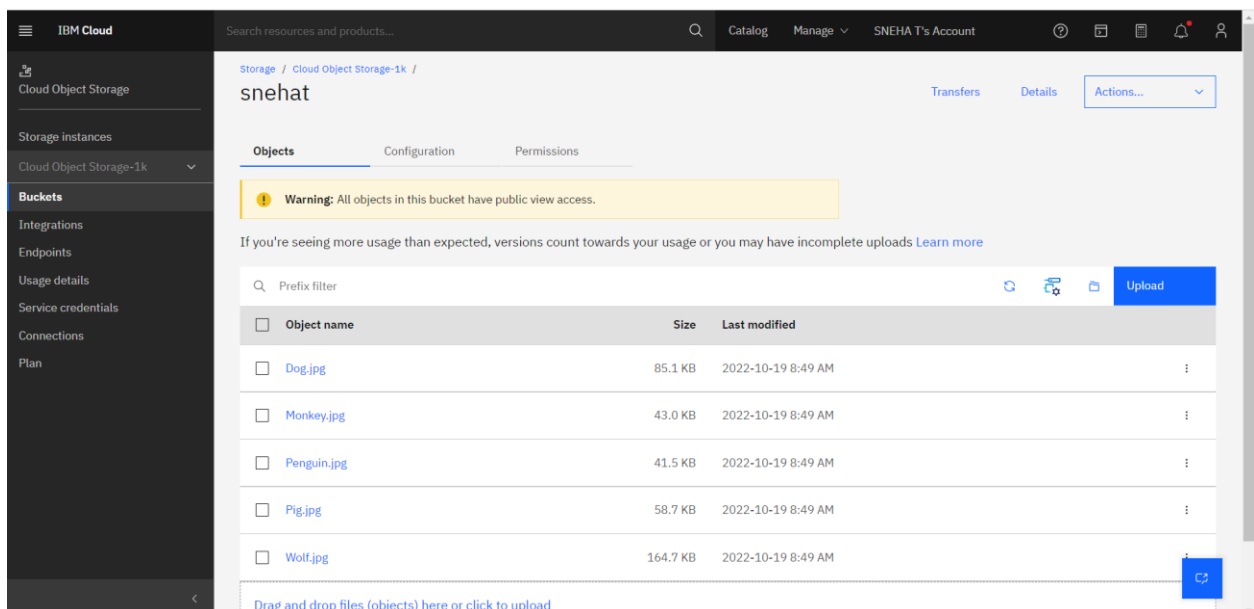 IBM Cloud
Search resources and products...
Catalog
Manage
SNEHA T's Account
Cloud Object Storage
Storage instances
Cloud Object Storage-1k
Buckets
Integrations
Endpoints
Usage details
Service credentials
Connections
Plan
Storage / Cloud Object Storage-1k /
snehat
Transfers
Details
Actions...
Objects
Configuration
Permissions
Warning: All objects in this bucket have public view access.
If you're seeing more usage than expected, versions count towards your usage or you may have incomplete uploads Learn more
Prefix filter
Upload
Object name Size Last modified
Dog.jpg 85.1 KB 2022-10-19 8:49 AM
Monkey.jpg 43.0 KB 2022-10-19 8:49 AM
Penguin.jpg 41.5 KB 2022-10-19 8:49 AM
Pig.jpg 58.7 KB 2022-10-19 8:49 AM
Wolf.jpg 164.7 KB 2022-10-19 8:49 AM
Drag and drop files (objects) here or click to upload